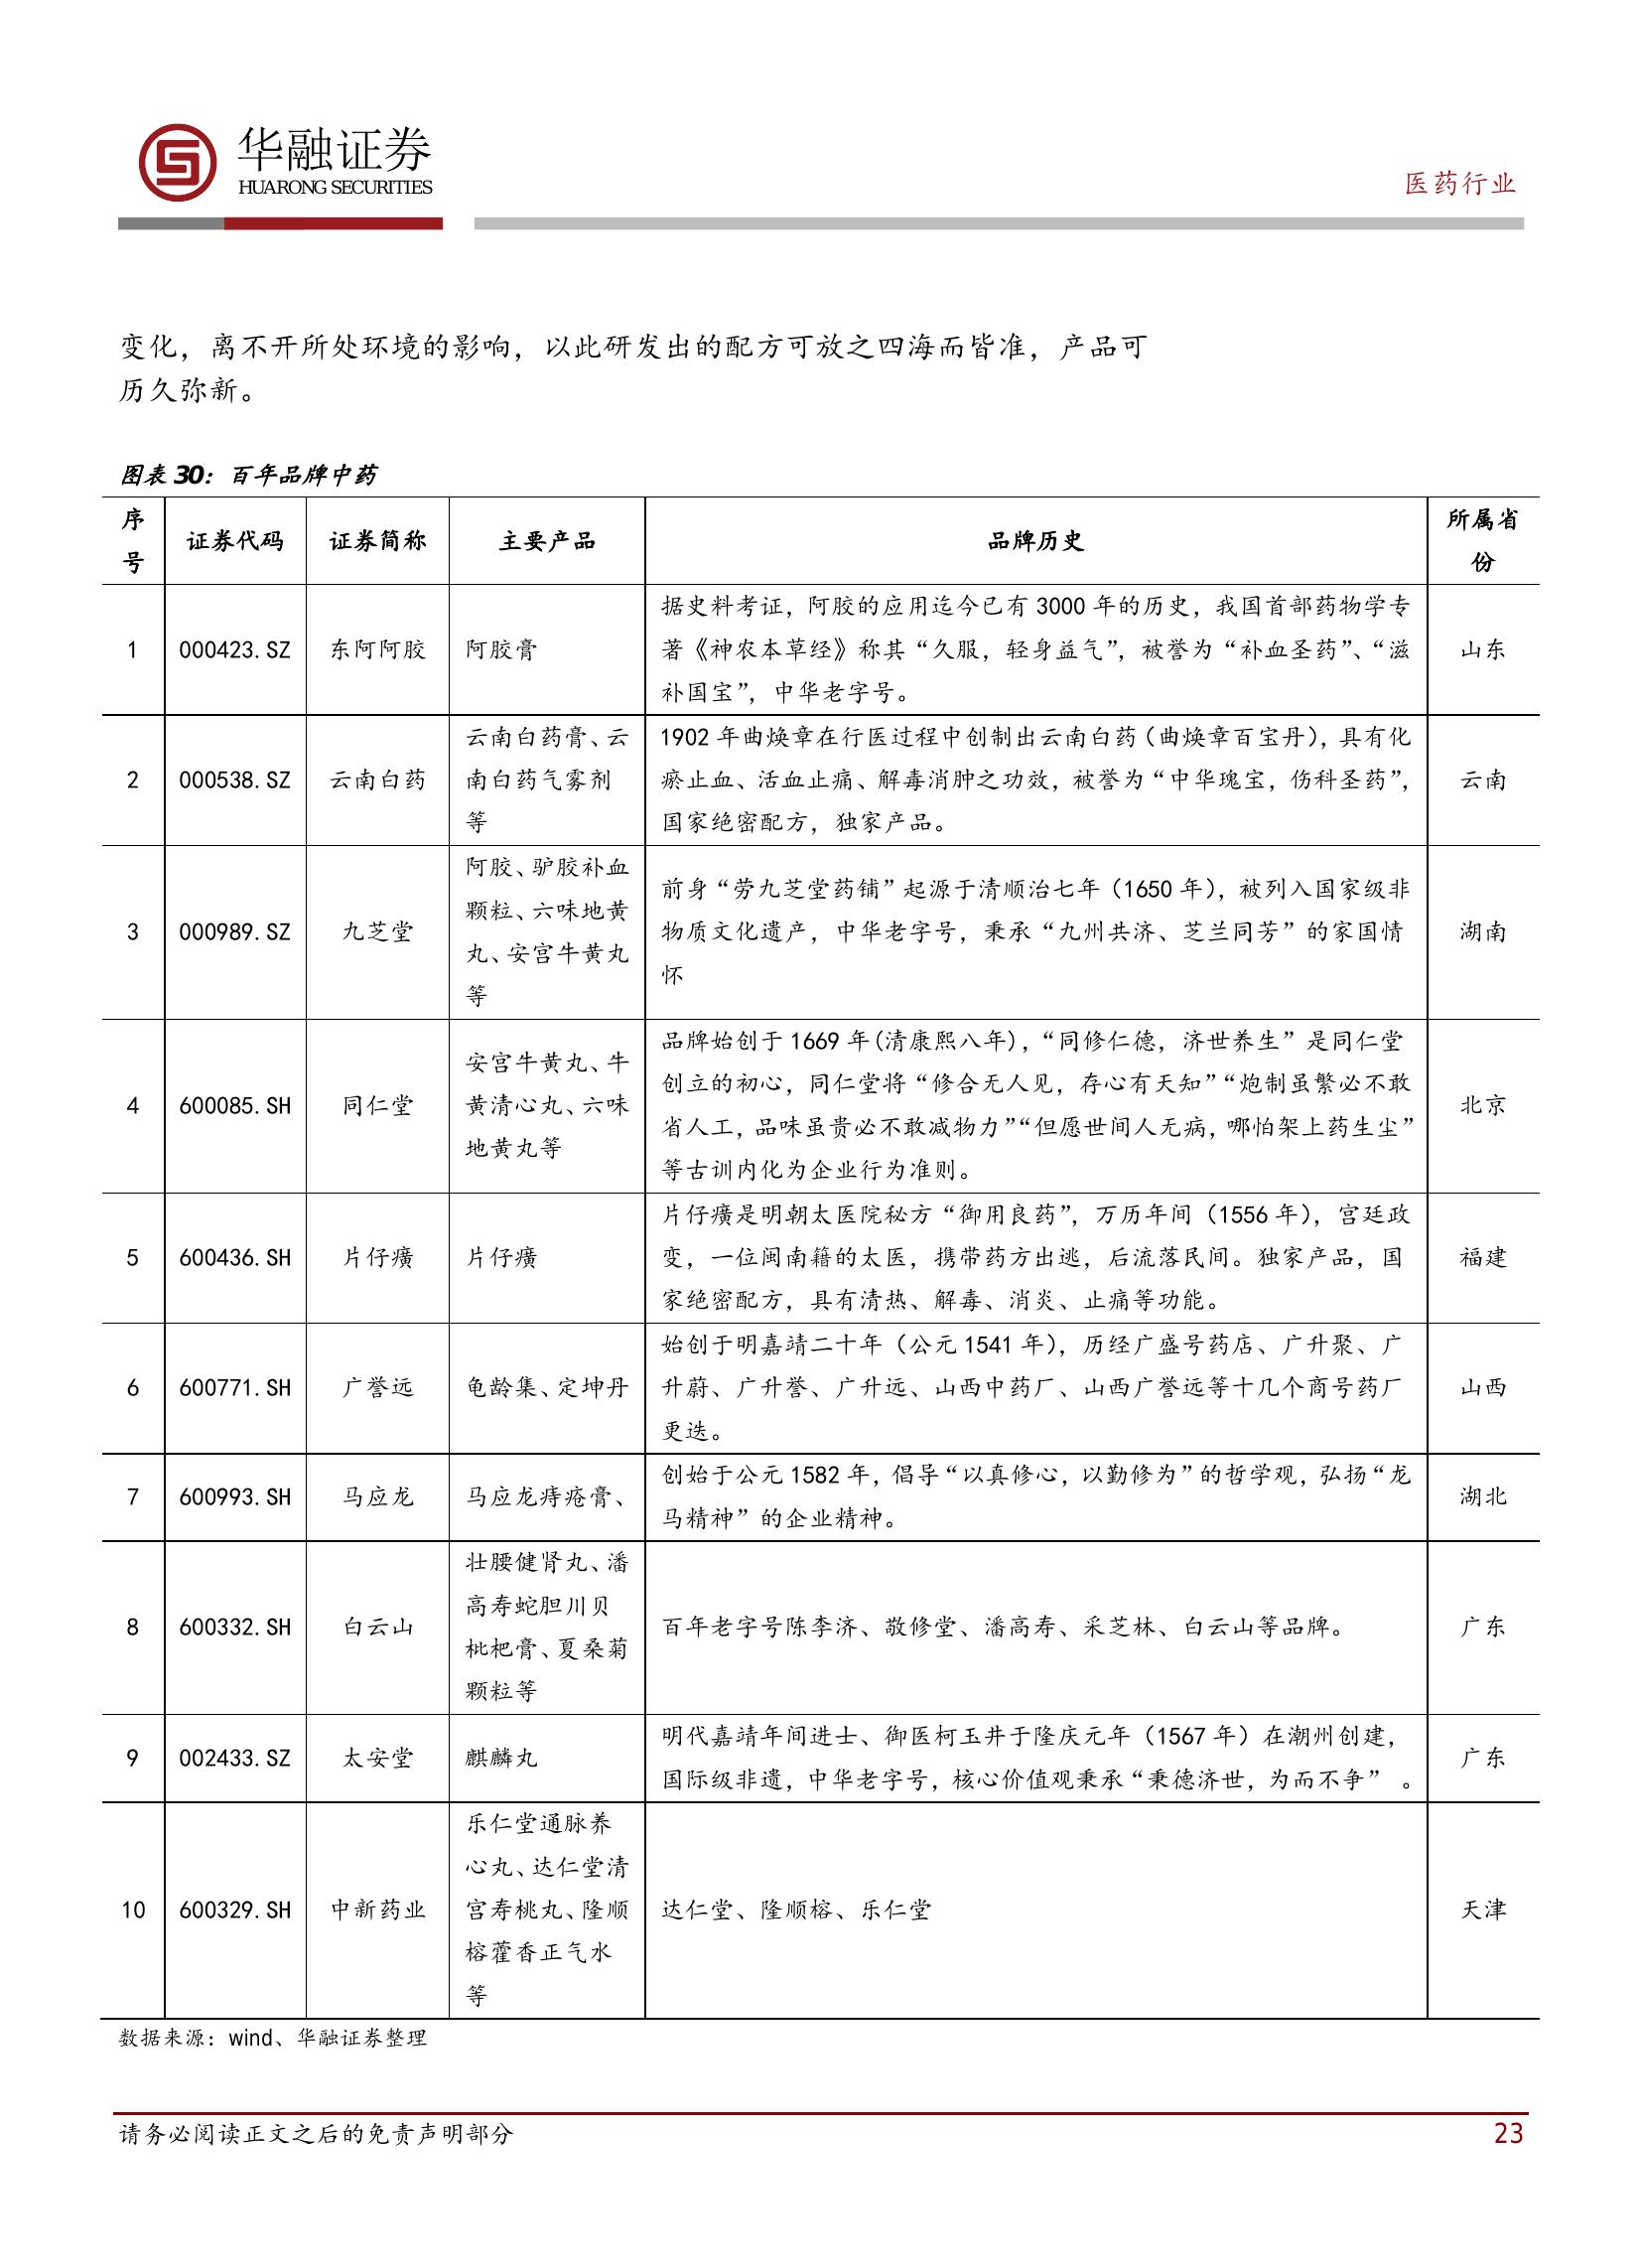 华融证券
HUARONG SECURITIES
医药行业
变化，离不开所处环境的影响，以此研发出的配方可放之四海而皆准，产品可
历久弥新。
图表 30：百年品牌中药
序号 证券代码 证券简称 主要产品 品牌历史 所属省份
1 000423.SZ 东阿阿胶 阿胶膏
据史料考证，阿胶的应用迄今已有 3000 年的历史，我国首部药物学专
著《神农本草经》称其“久服，轻身益气”，被誉为“补血圣药”、“滋
补国宝”，中华老字号。
山东
2 000538.SZ 云南白药
云南白药膏、云
南白药气雾剂
等
1902 年曲焕章在行医过程中创制出云南白药（曲焕章百宝丹），具有化
瘀止血、活血止痛、解毒消肿之功效，被誉为“中华瑰宝，伤科圣药”，
国家绝密配方，独家产品。
云南
3 000989.SZ 九芝堂
阿胶、驴胶补血
颗粒、六味地黄
丸、安宫牛黄丸
等
前身“劳九芝堂药铺”起源于清顺治七年（1650 年），被列入国家级非
物质文化遗产，中华老字号，秉承“九州共济、芝兰同芳”的家国情
怀
湖南
4 600085.SH 同仁堂
安宫牛黄丸、牛
黄清心丸、六味
地黄丸等
品牌始创于 1669 年(清康熙八年)，“同修仁德，济世养生”是同仁堂
创立的初心，同仁堂将“修合无人见，存心有天知”“炮制虽繁必不敢
省人工，品味虽贵必不敢减物力”“但愿世间人无病，哪怕架上药生尘”
等古训内化为企业行为准则。
北京
5 600436.SH 片仔癀 片仔癀
片仔癀是明朝太医院秘方“御用良药”，万历年间（1556 年），宫廷政
变，一位闽南籍的太医，携带药方出逃，后流落民间。独家产品，国
家绝密配方，具有清热、解毒、消炎、止痛等功能。
福建
6 600771.SH 广誉远 龟龄集、定坤丹
始创于明嘉靖二十年（公元 1541 年），历经广盛号药店、广升聚、广
升蔚、广升誉、广升远、山西中药厂、山西广誉远等十几个商号药厂
更迭。
山西
7 600993.SH 马应龙 马应龙痔疮膏、
创始于公元 1582 年，倡导“以真修心，以勤修为”的哲学观，弘扬“龙
马精神”的企业精神。
湖北
8 600332.SH 白云山
壮腰健肾丸、潘
高寿蛇胆川贝
枇杷膏、夏桑菊
颗粒等
百年老字号陈李济、敬修堂、潘高寿、采芝林、白云山等品牌。
广东
9 002433.SZ 太安堂 麒麟丸
明代嘉靖年间进士、御医柯玉井于隆庆元年（1567 年）在潮州创建，
国际级非遗，中华老字号，核心价值观秉承“秉德济世，为而不争” 。
广东
10 600329.SH 中新药业
乐仁堂通脉养
心丸、达仁堂清
宫寿桃丸、隆顺
榕藿香正气水
等
达仁堂、隆顺榕、乐仁堂
天津
数据来源：wind、华融证券整理
请务必阅读正文之后的免责声明部分
23